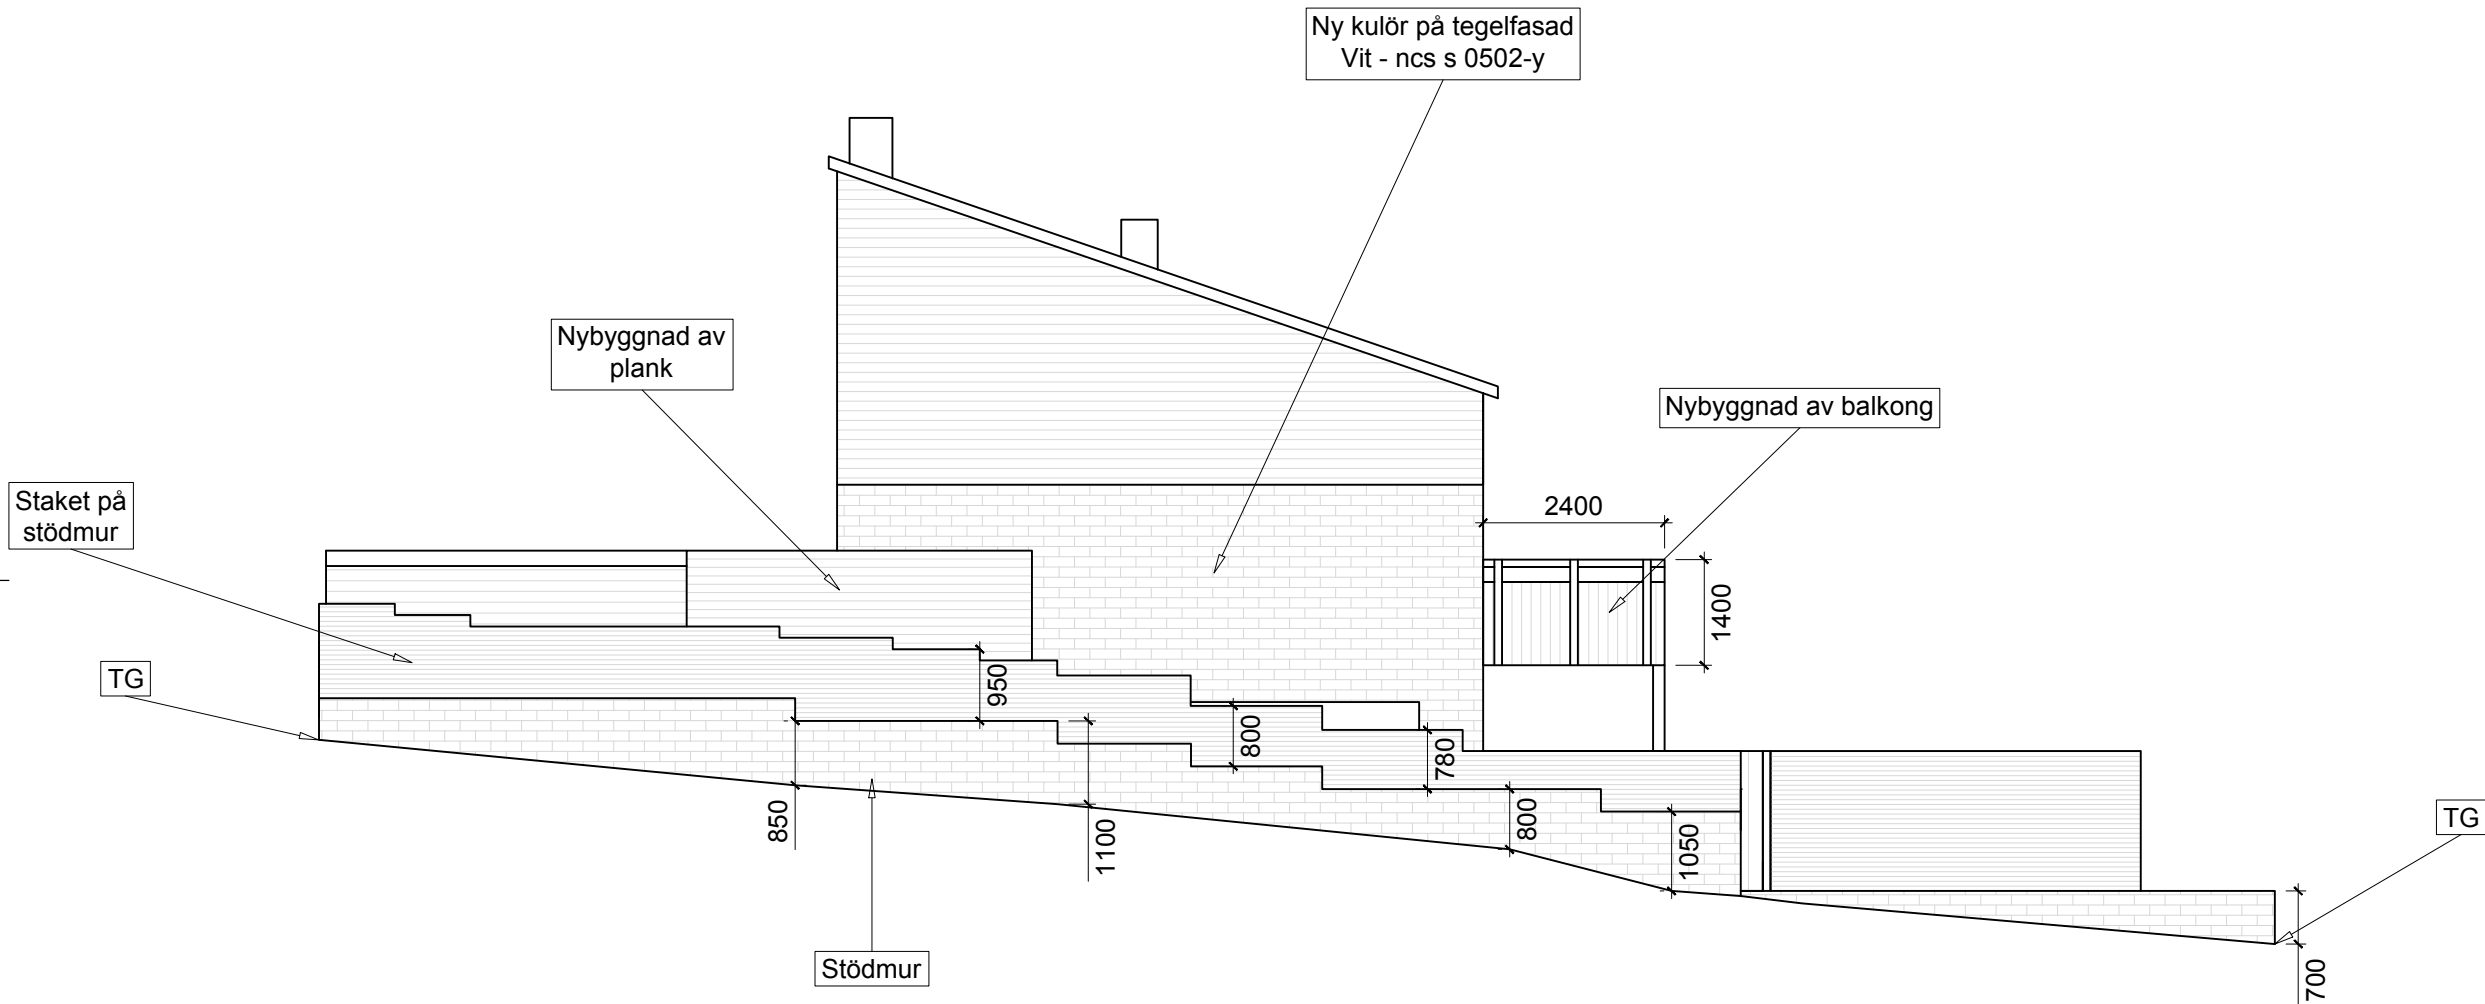 Ny kulör på tegelfasad
Vit - ncs s 0502-y
Nybyggnad av
plank
Nybyggnad av balkong
Staket på
stödmur
2400
1400
TG
950
800
780
850
1100
800
1050
TG
Stödmur
700